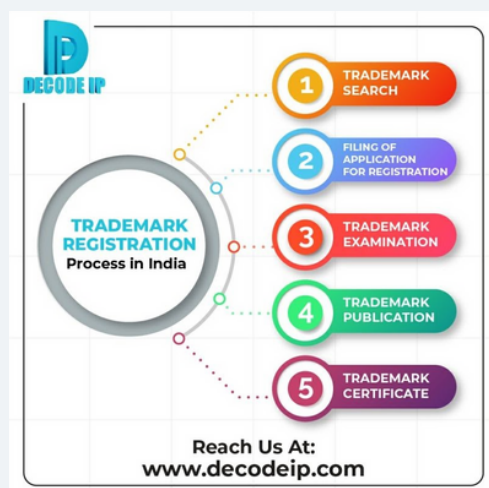 DECODE IP
TRADEMARK
REGISTRATION
Process in India
1
TRADEMARK
SEARCH
2
FILING OF
APPLICATION
FOR REGISTRATION
3
TRADEMARK
EXAMINATION
4
TRADEMARK
PUBLICATION
5
TRADEMARK
CERTIFICATE
Reach Us At:
www.decodeip.com